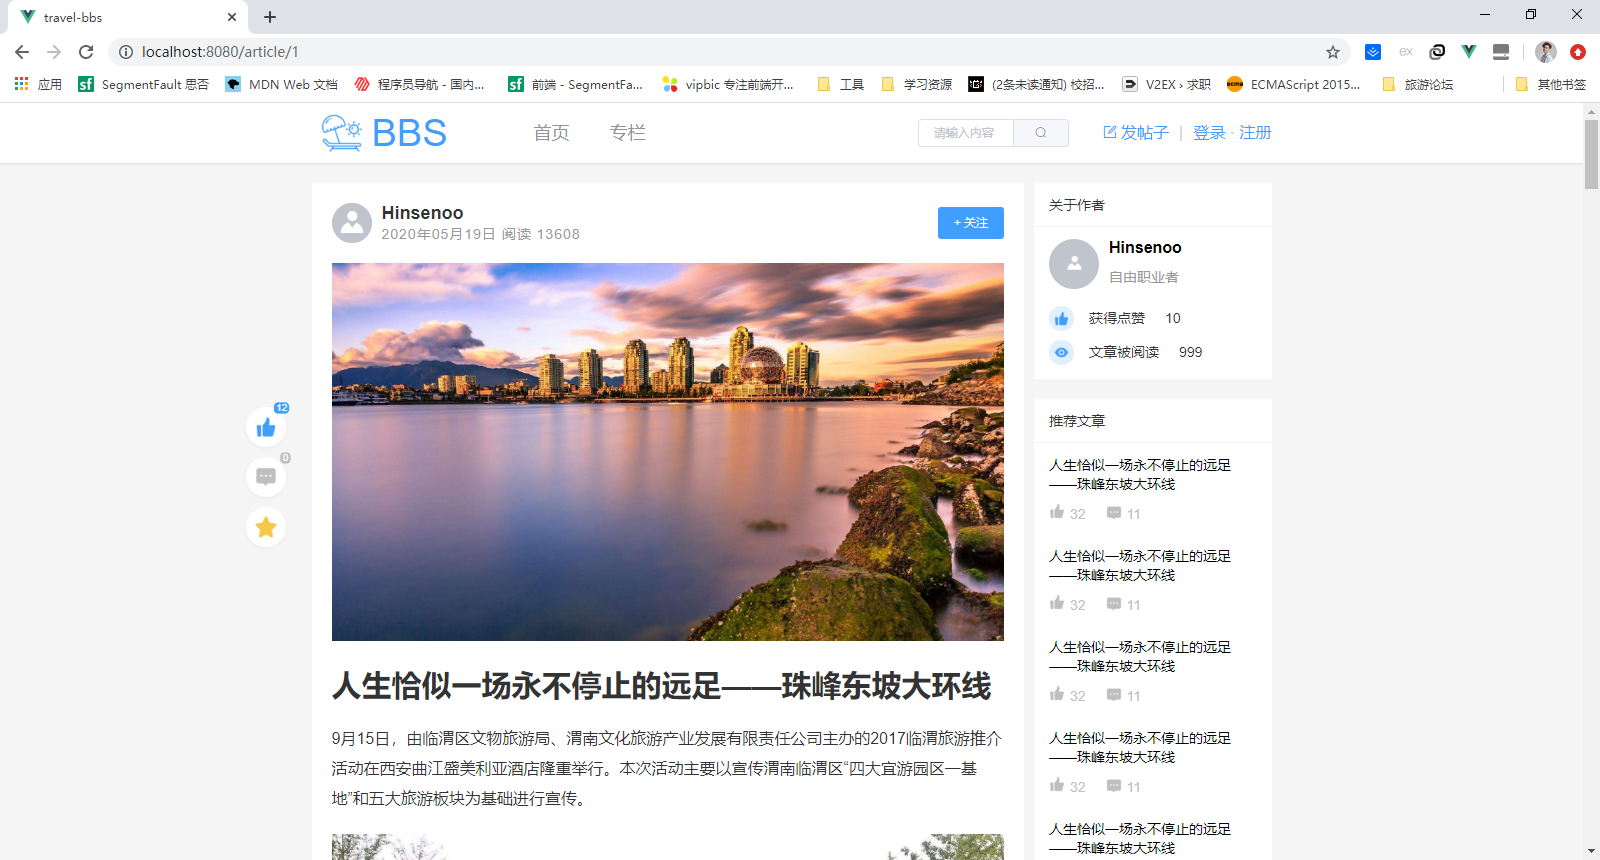 travel-bbs
localhost:8080/article/1
应用
SegmentFault 思否
MDN Web 文档
程序员导航 - 国内...
前端 - SegmentFa...
vipbic 专注前端开...
工具
学习资源
(2条未读通知) 校招...
V2EX › 求职
ECMAScript 2015...
旅游论坛
其他书签
BBS
首页
专栏
请输入内容
发帖子 | 登录 · 注册
Hinsenoo
2020年05月19日 阅读 13608
+ 关注
12
0
人生恰似一场永不停止的远足——珠峰东坡大环线
9月15日，由临渭区文物旅游局、渭南文化旅游产业发展有限责任公司主办的2017临渭旅游推介
活动在西安曲江盛美利亚酒店隆重举行。本次活动主要以宣传渭南临渭区“四大宜游园区一基
地”和五大旅游板块为基础进行宣传。
关于作者
Hinsenoo
自由职业者
获得点赞 10
文章被阅读 999
推荐文章
人生恰似一场永不停止的远足
——珠峰东坡大环线
32 11
人生恰似一场永不停止的远足
——珠峰东坡大环线
32 11
人生恰似一场永不停止的远足
——珠峰东坡大环线
32 11
人生恰似一场永不停止的远足
——珠峰东坡大环线
32 11
人生恰似一场永不停止的远足
——珠峰东坡大环线